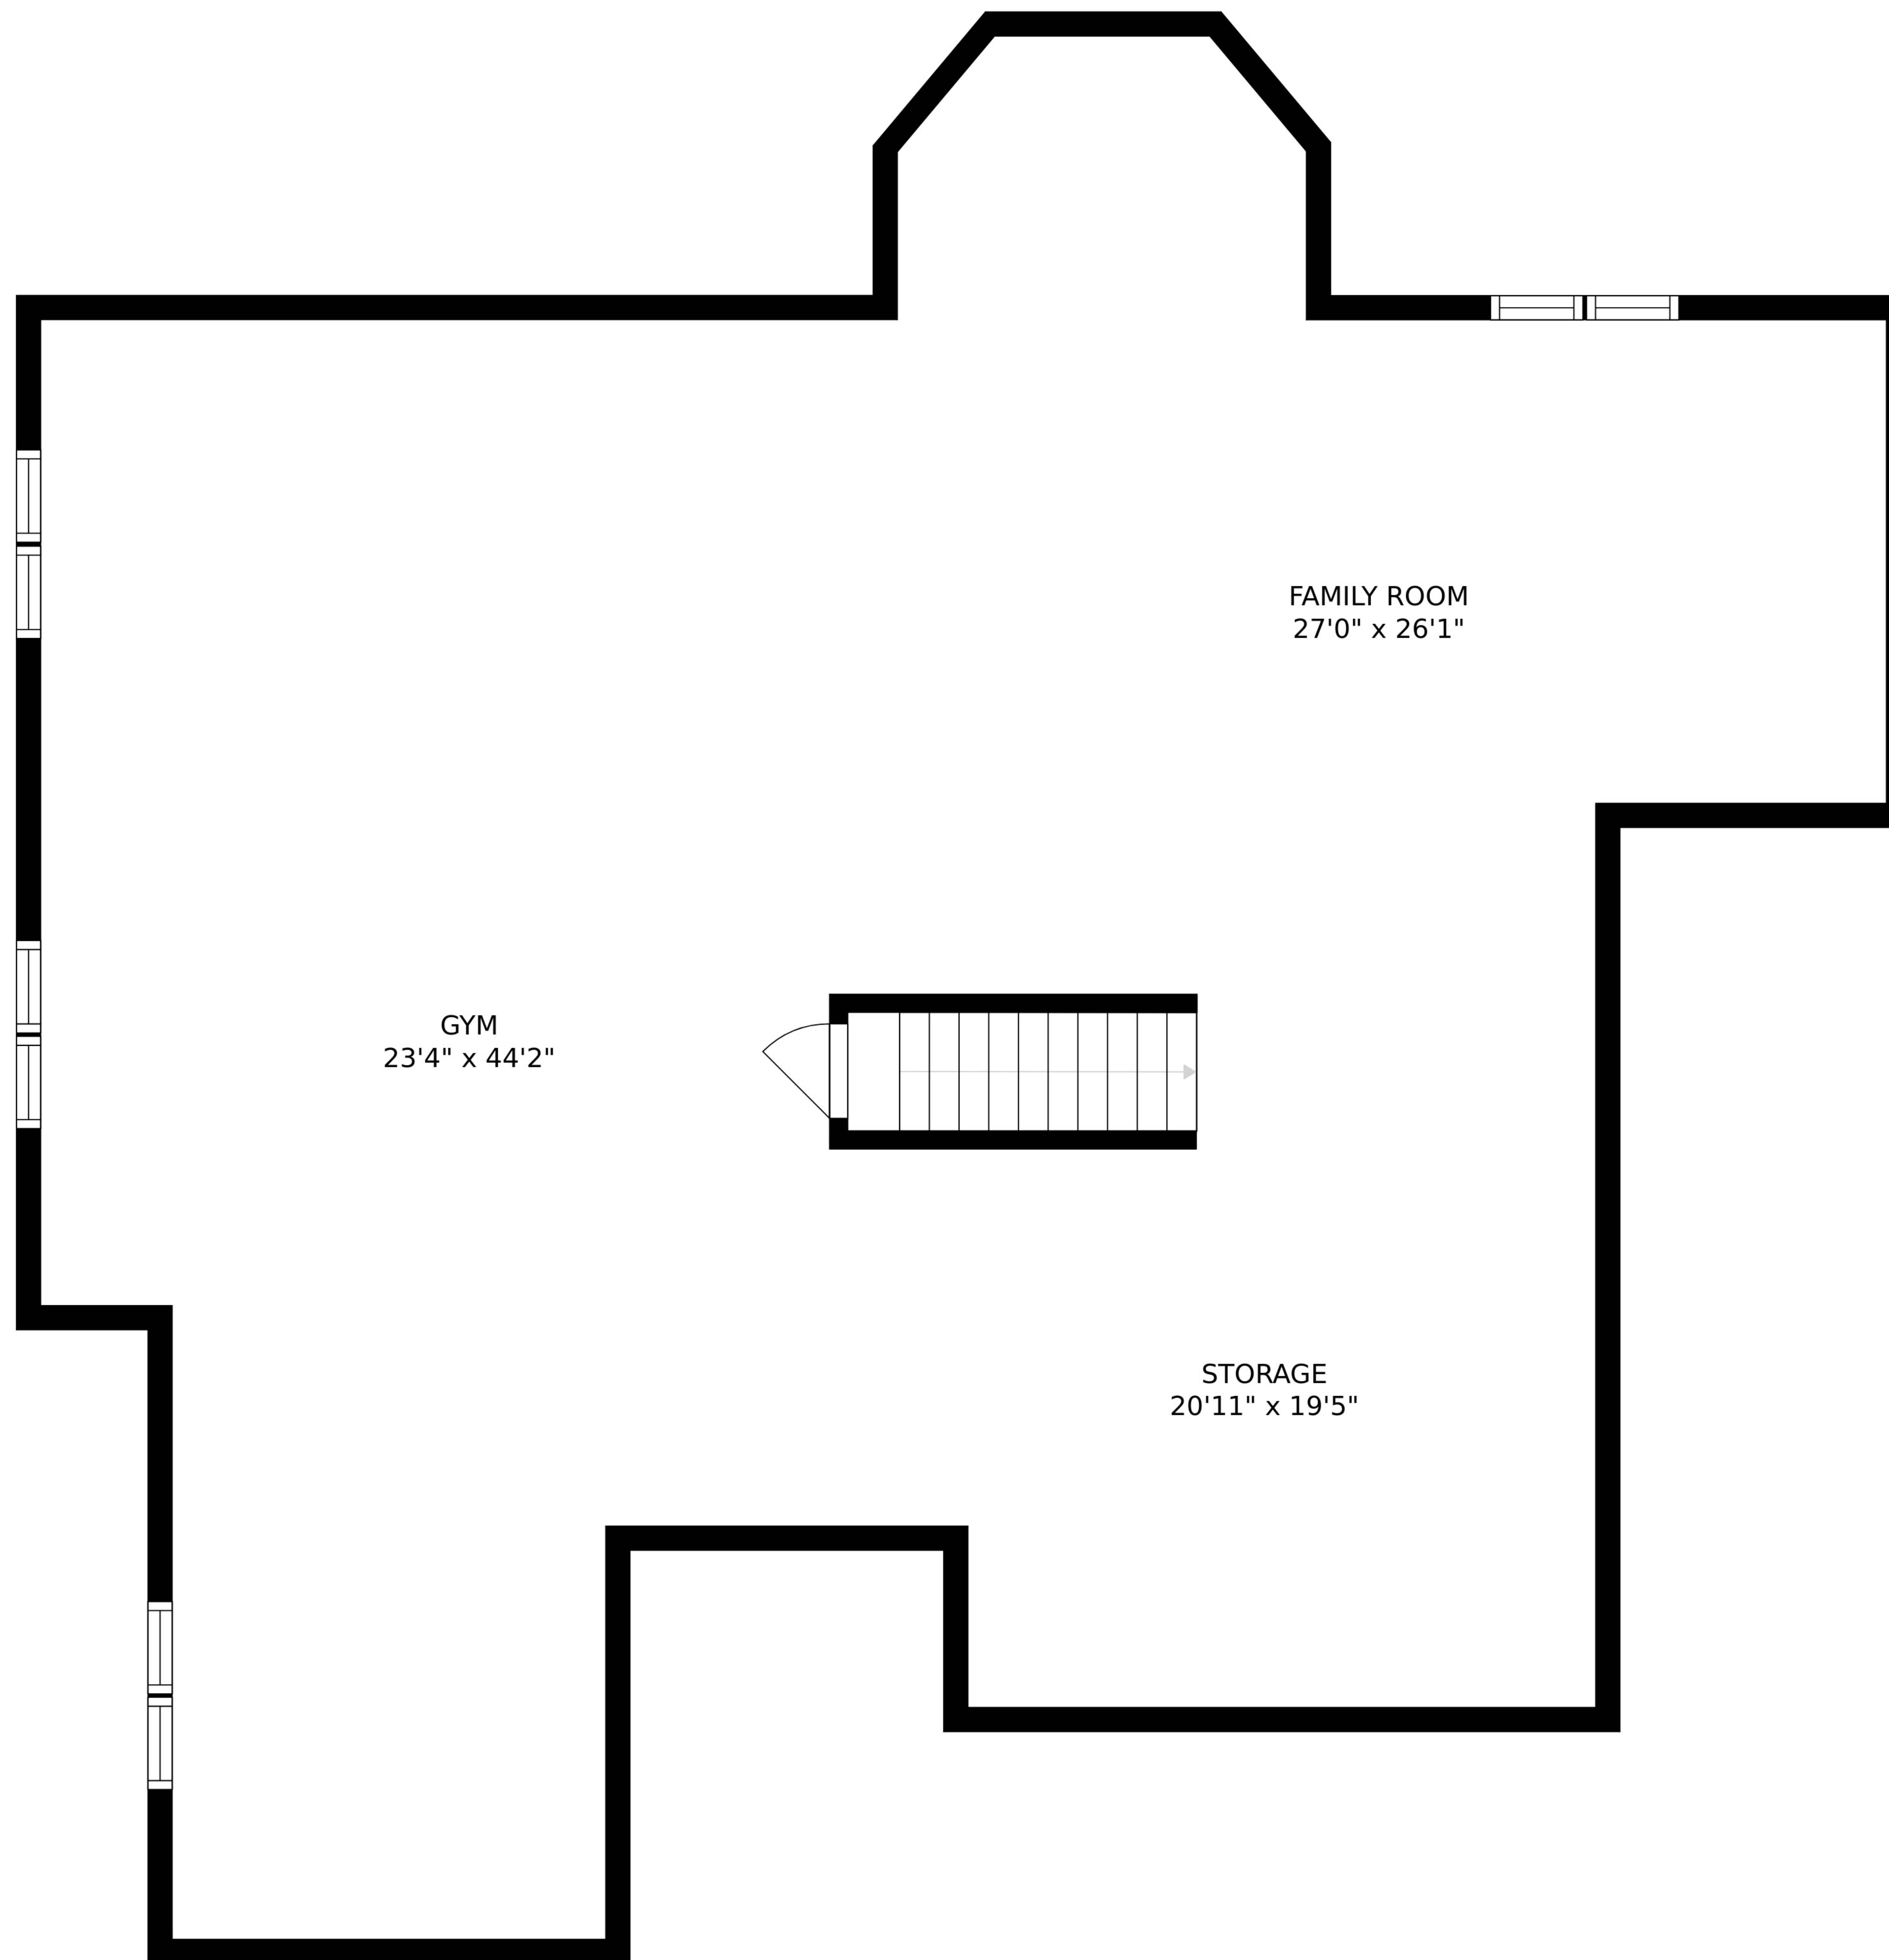 FAMILY ROOM
27'0" x 26'1"
GYM
23'4" x 44'2"
STORAGE
20'11" x 19'5"